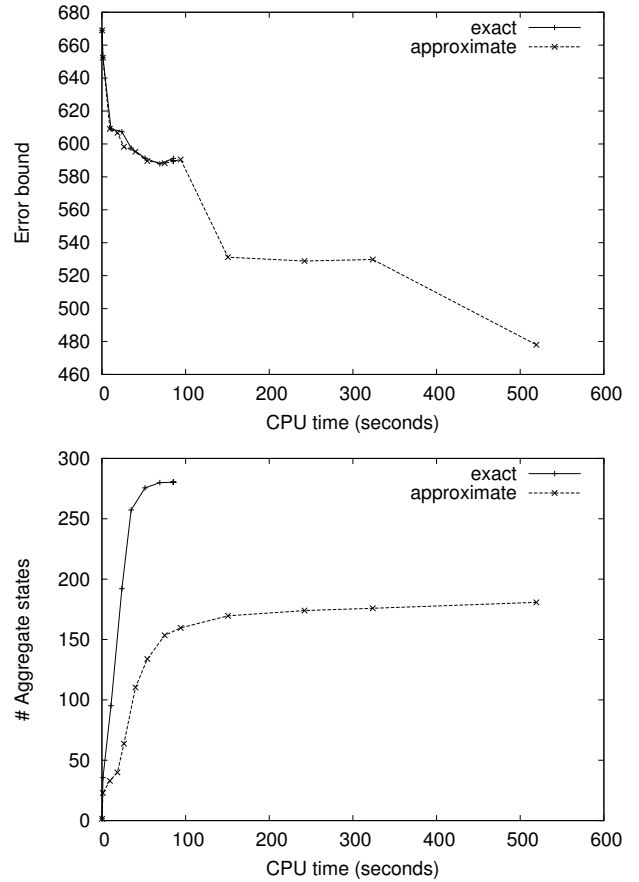 680
660
640
620
600
580
560
540
520
500
480
460
Error bound
exact
approximate
0 100 200 300 400 500 600
CPU time (seconds)
300
250
200
150
100
50
0
# Aggregate states
exact
approximate
0 100 200 300 400 500 600
CPU time (seconds)